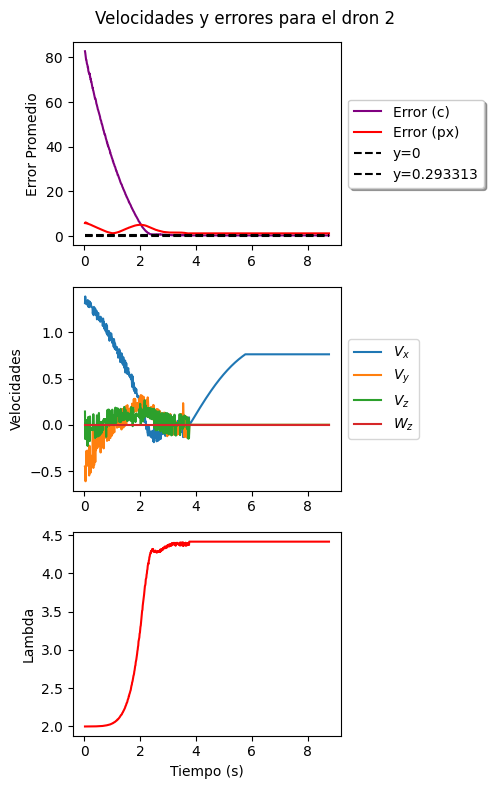 Velocidades y errores para el dron 2
Error Promedio
80
60
40
20
0
0 2 4 6 8
Error (c)
Error (px)
y=0
y=0.293313
Velocidades
1.0
0.5
0.0
−0.5
0 2 4 6 8
Vx
Vy
Vz
Wz
Lambda
4.5
4.0
3.5
3.0
2.5
2.0
0 2 4 6 8
Tiempo (s)